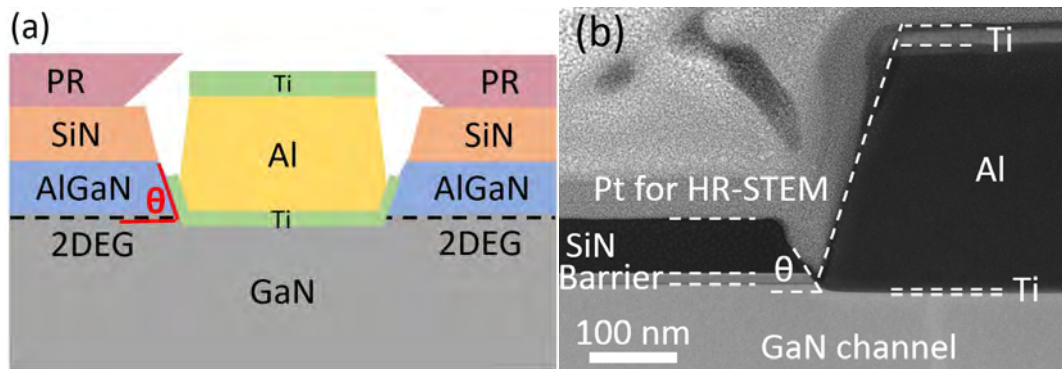 (a)
PR
Ti
PR
SiN
Al
SiN
AlGaN
θ
Ti
AlGaN
2DEG
2DEG
GaN
(b)
Ti
Al
Pt for HR-STEM
SiN
Barrier
θ
Ti
100 nm
GaN channel